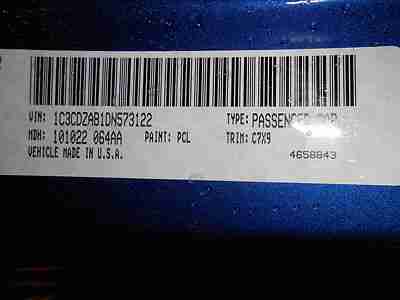 VIN: 1C3CDZAB1DN573122 TYPE: PASSENGER CAR
MDH: 101022 064AA PAINT: PCL TRIM: C7X9
VEHICLE MADE IN U.S.A. 4658843